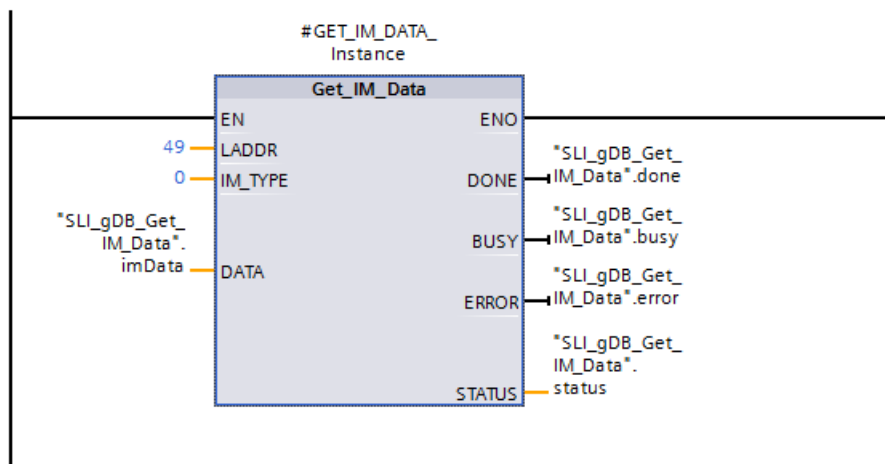 #GET_IM_DATA_
Instance
Get_IM_Data
EN
ENO
49
LADDR
0
IM_TYPE
"SLI_gDB_Get_
IM_Data".
imData
DATA
DONE
"SLI_gDB_Get_
IM_Data".done
BUSY
"SLI_gDB_Get_
IM_Data".busy
ERROR
"SLI_gDB_Get_
IM_Data".error
STATUS
"SLI_gDB_Get_
IM_Data".
status